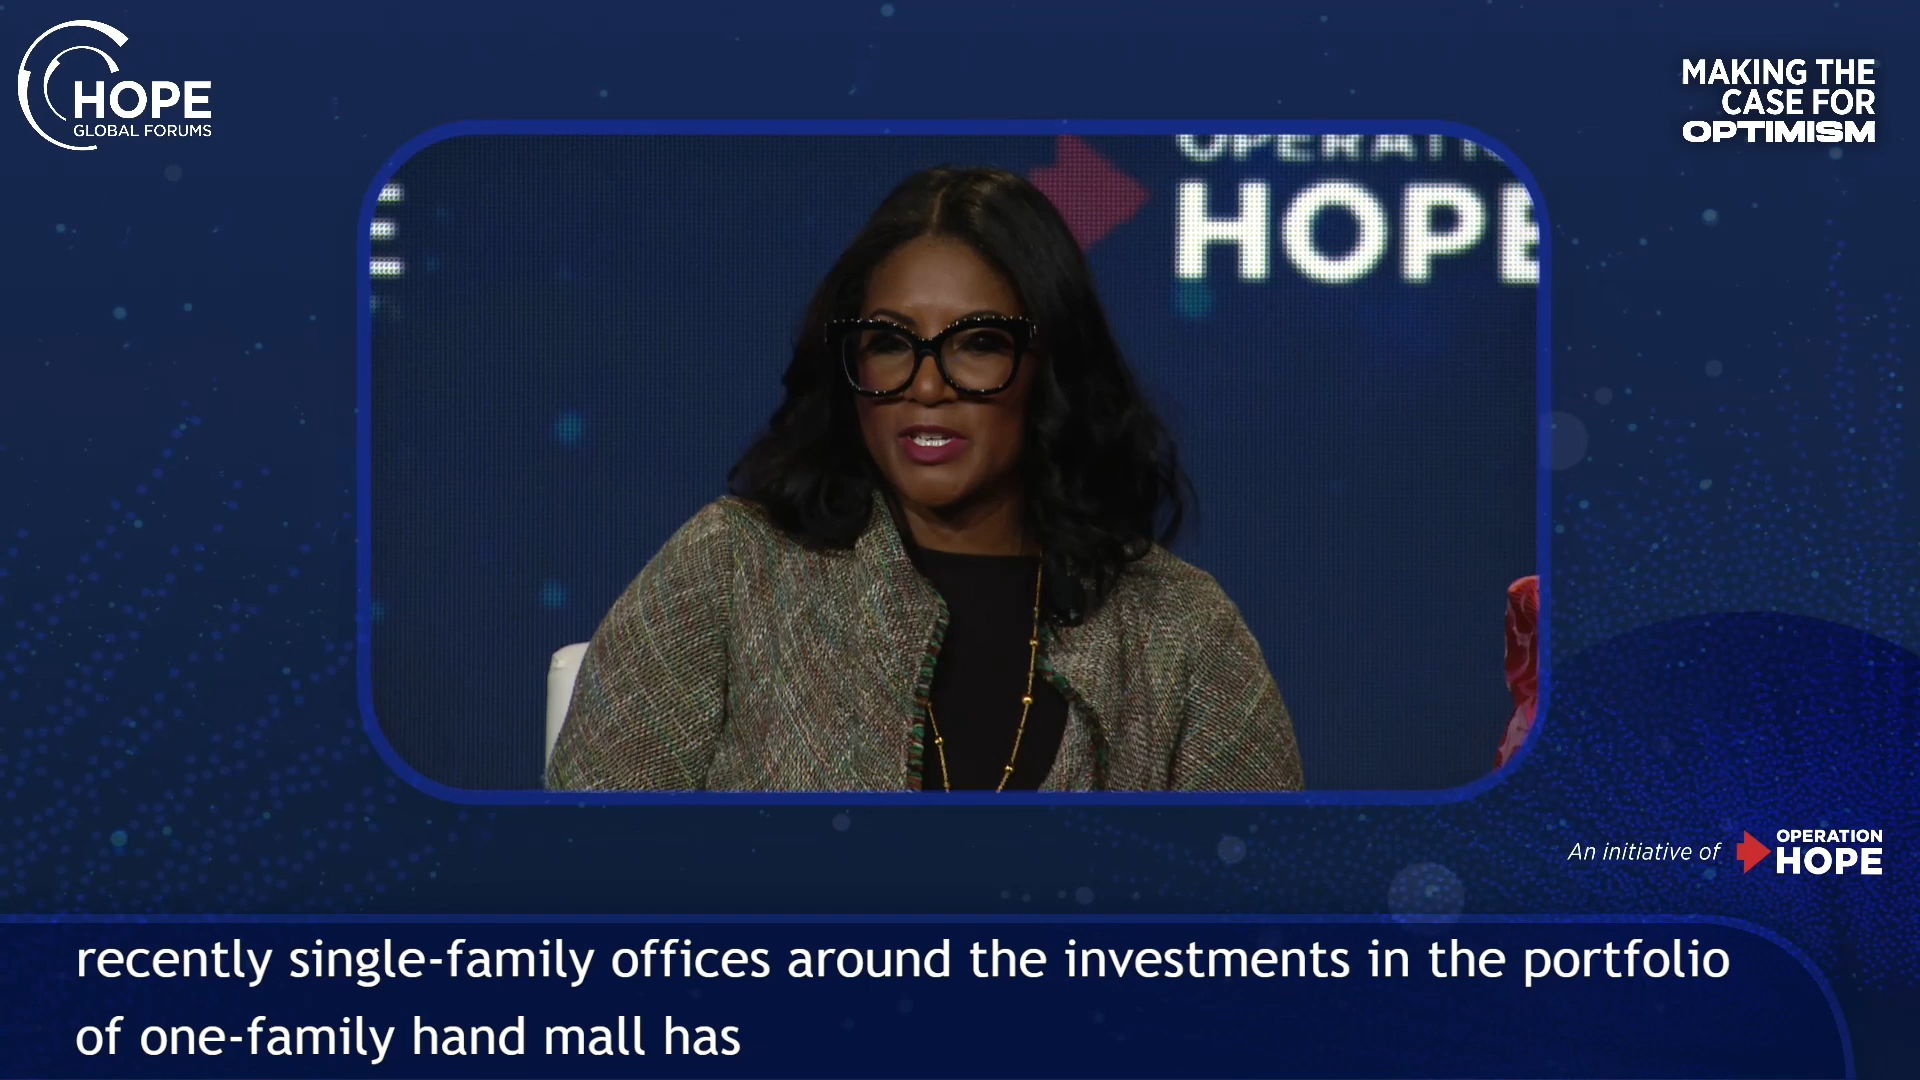 HOPE
GLOBAL FORUMS
MAKING THE
CASE FOR
OPTIMISM
HOPE
An initiative of
OPERATION
HOPE
recently single-family offices around the investments in the portfolio
of one-family hand mall has